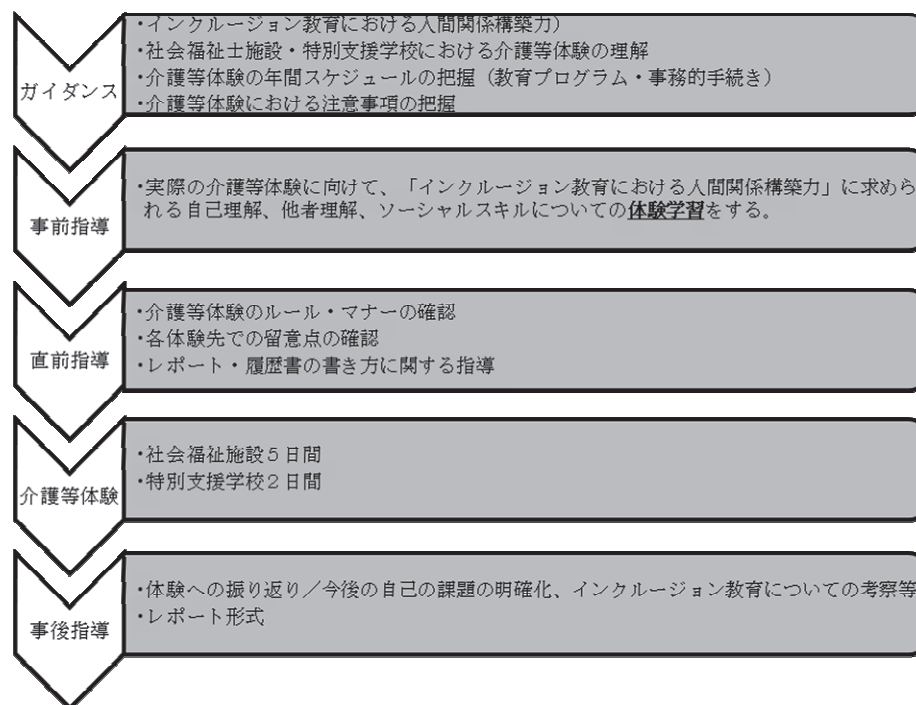 ガイダンス
・インクルージョン教育における人間関係構築力）
・社会福祉士施設・特別支援学校における介護等体験の理解
・介護等体験の年間スケジュールの把握（教育プログラム・事務的手続き）
・介護等体験における注意事項の把握
事前指導
・実際の介護等体験に向けて、「インクルージョン教育における人間関係構築力」に求めら
れる自己理解、他者理解、ソーシャルスキルについての体験学習をする。
直前指導
・介護等体験のルール・マナーの確認
・各体験先での留意点の確認
・レポート・履歴書の書き方に関する指導
介護等体験
・社会福祉施設５日間
・特別支援学校２日間
事後指導
・体験への振り返り／今後の自己の課題の明確化、インクルージョン教育についての考察等
・レポート形式